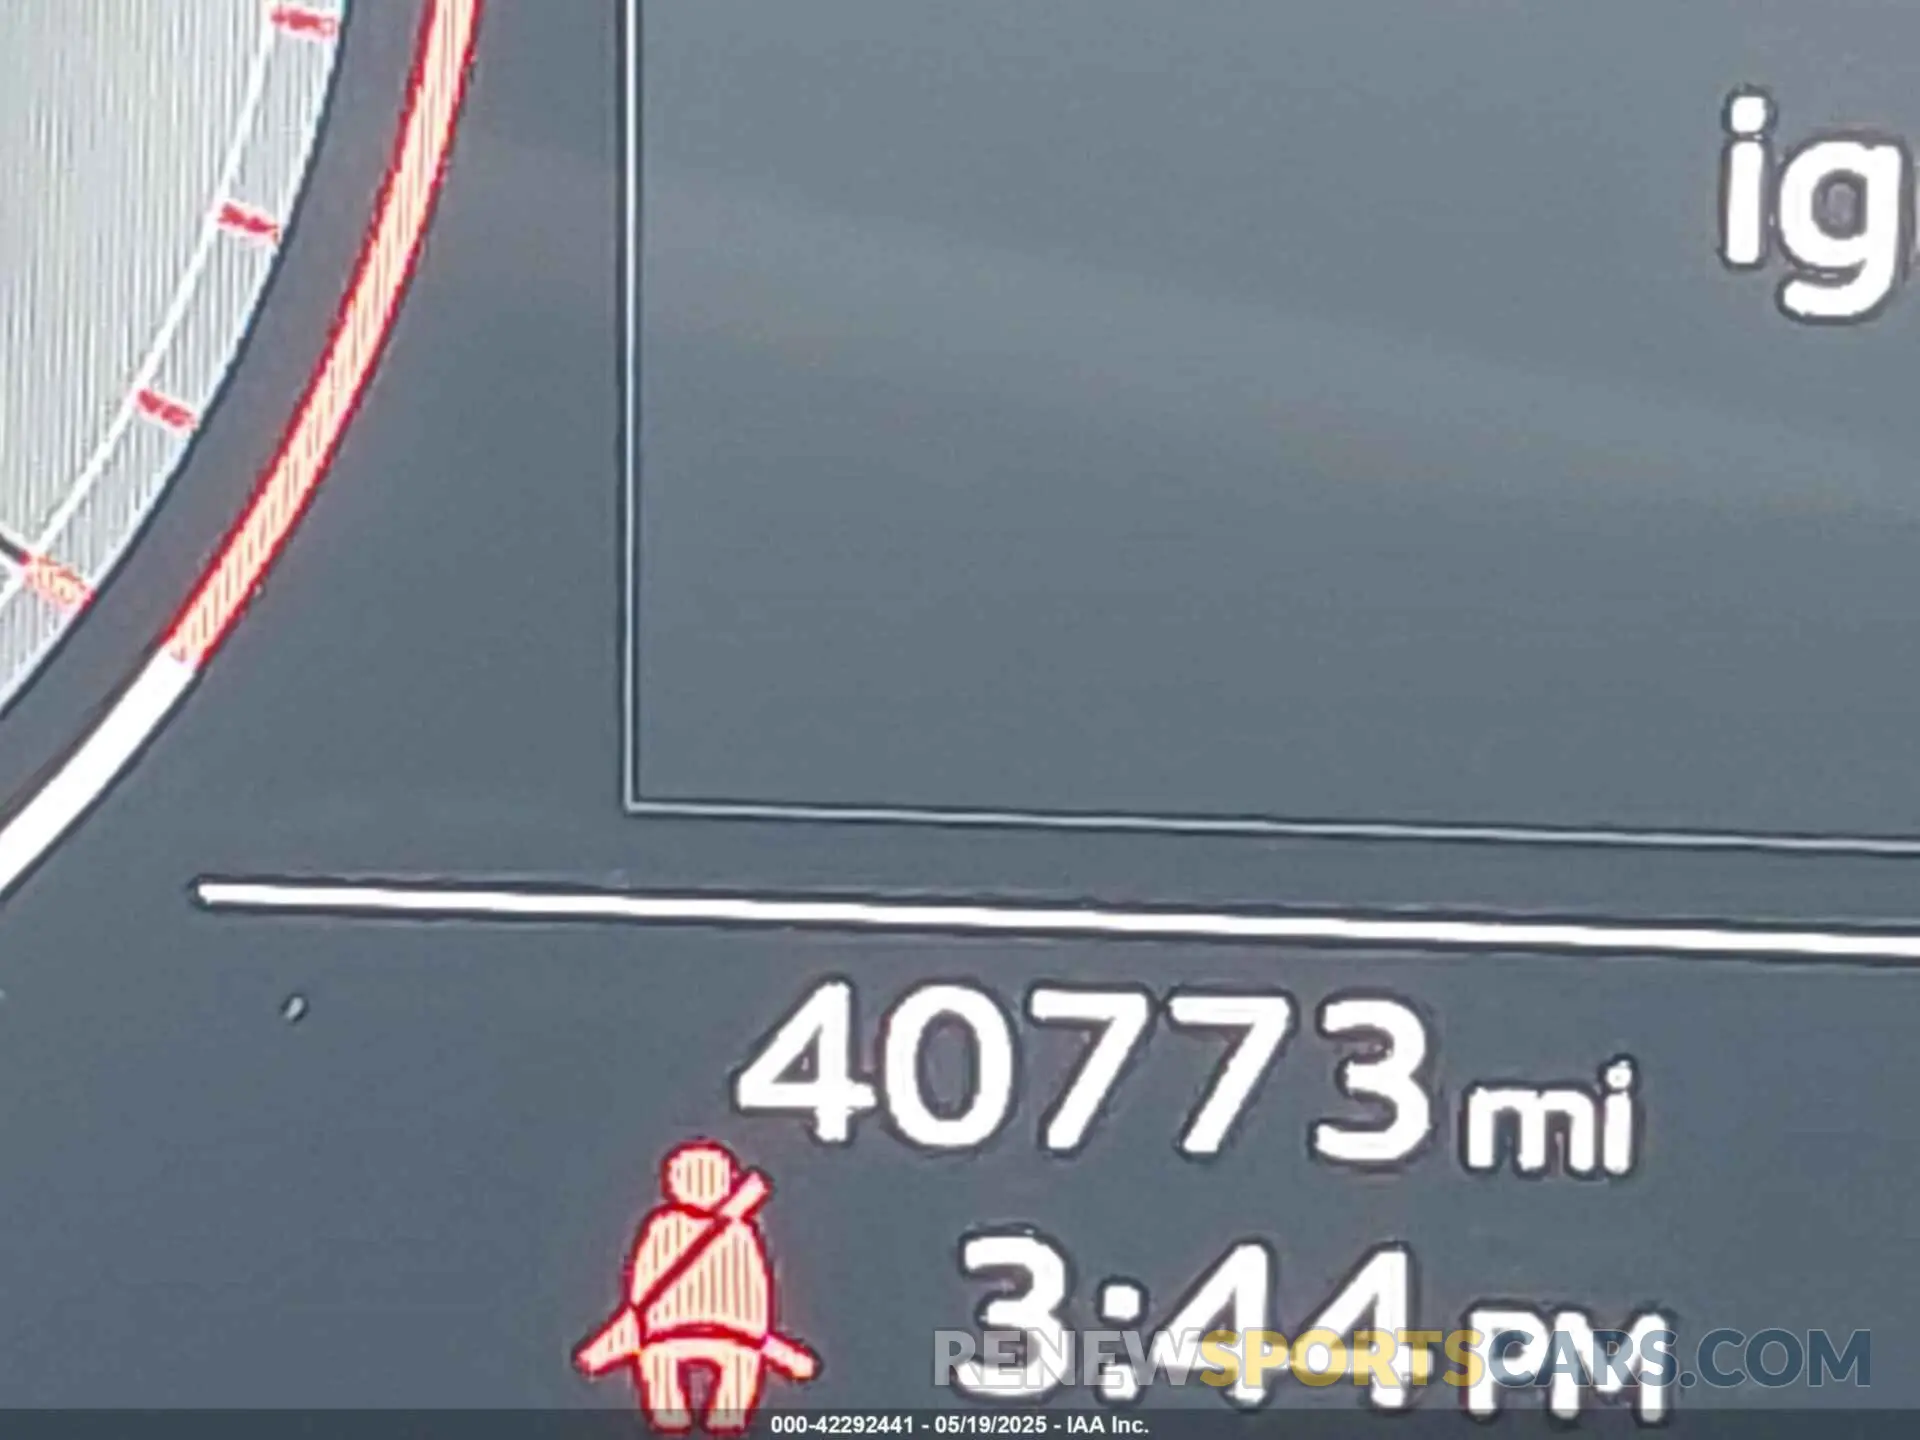 ig
40773 mi
3:44 PM
RENEWSPORTSCARS.COM
000-42292441 - 05/19/2025 - IAA Inc.